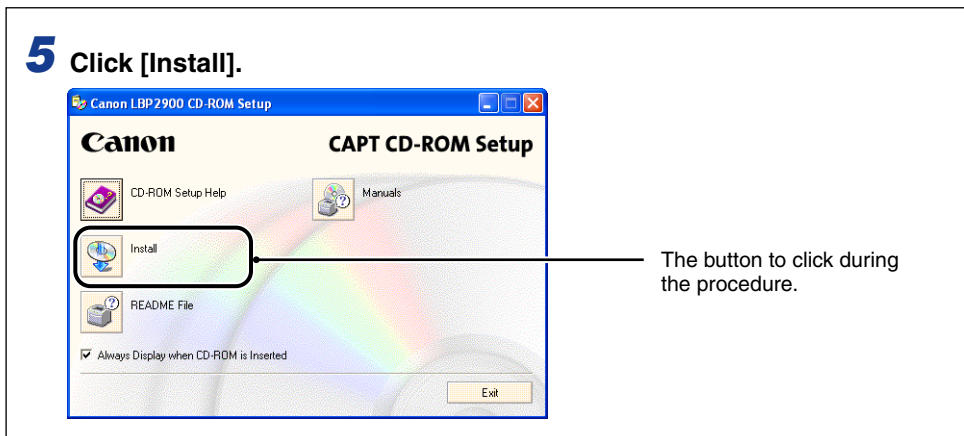 5 Click [Install].
Canon LBP2900 CD-ROM Setup
Canon
CAPT CD-ROM Setup
CD-ROM Setup Help
Manuals
Install
The button to click during
the procedure.
README File
Always Display when CD-ROM is Inserted
Exit